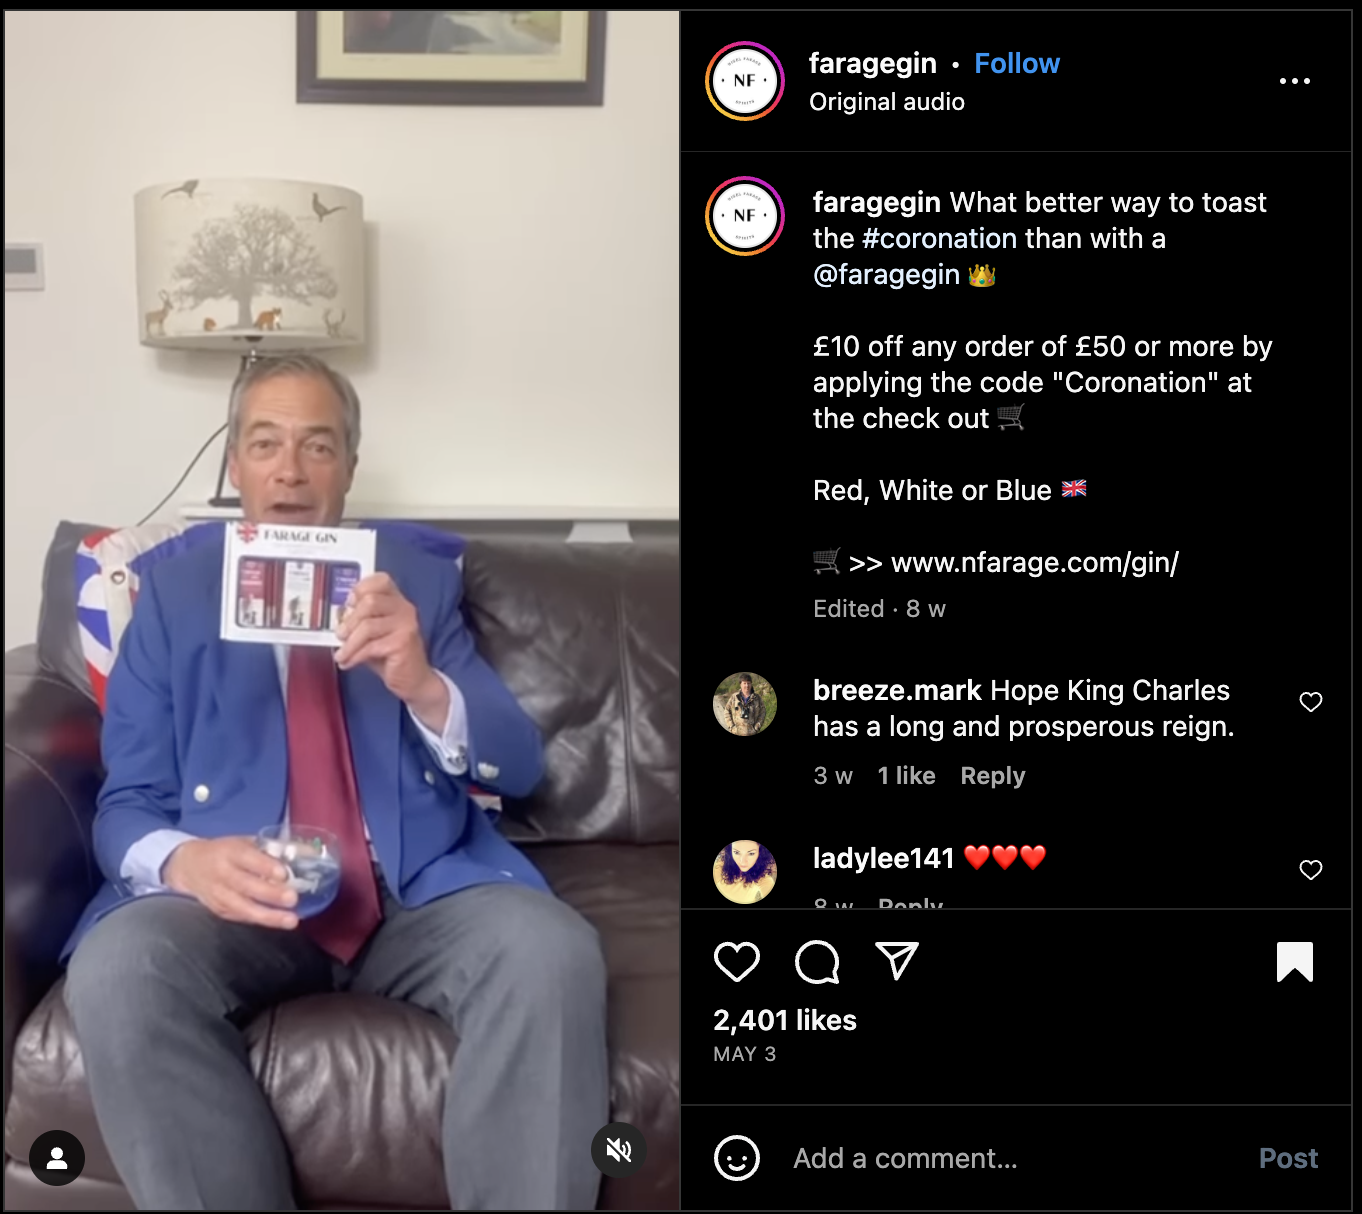 FARAGE GIN
NF
faragegin • Follow
Original audio
NF
faragegin What better way to toast
the #coronation than with a
@faragegin 👑
£10 off any order of £50 or more by
applying the code "Coronation" at
the check out 🛒
Red, White or Blue 🇬🇧
🛒 >> www.nfarage.com/gin/
Edited · 8 w
breeze.mark Hope King Charles
has a long and prosperous reign.
3 w 1 like Reply
ladylee141 ❤️❤️❤️
8 w Reply
2,401 likes
MAY 3
Add a comment...
Post